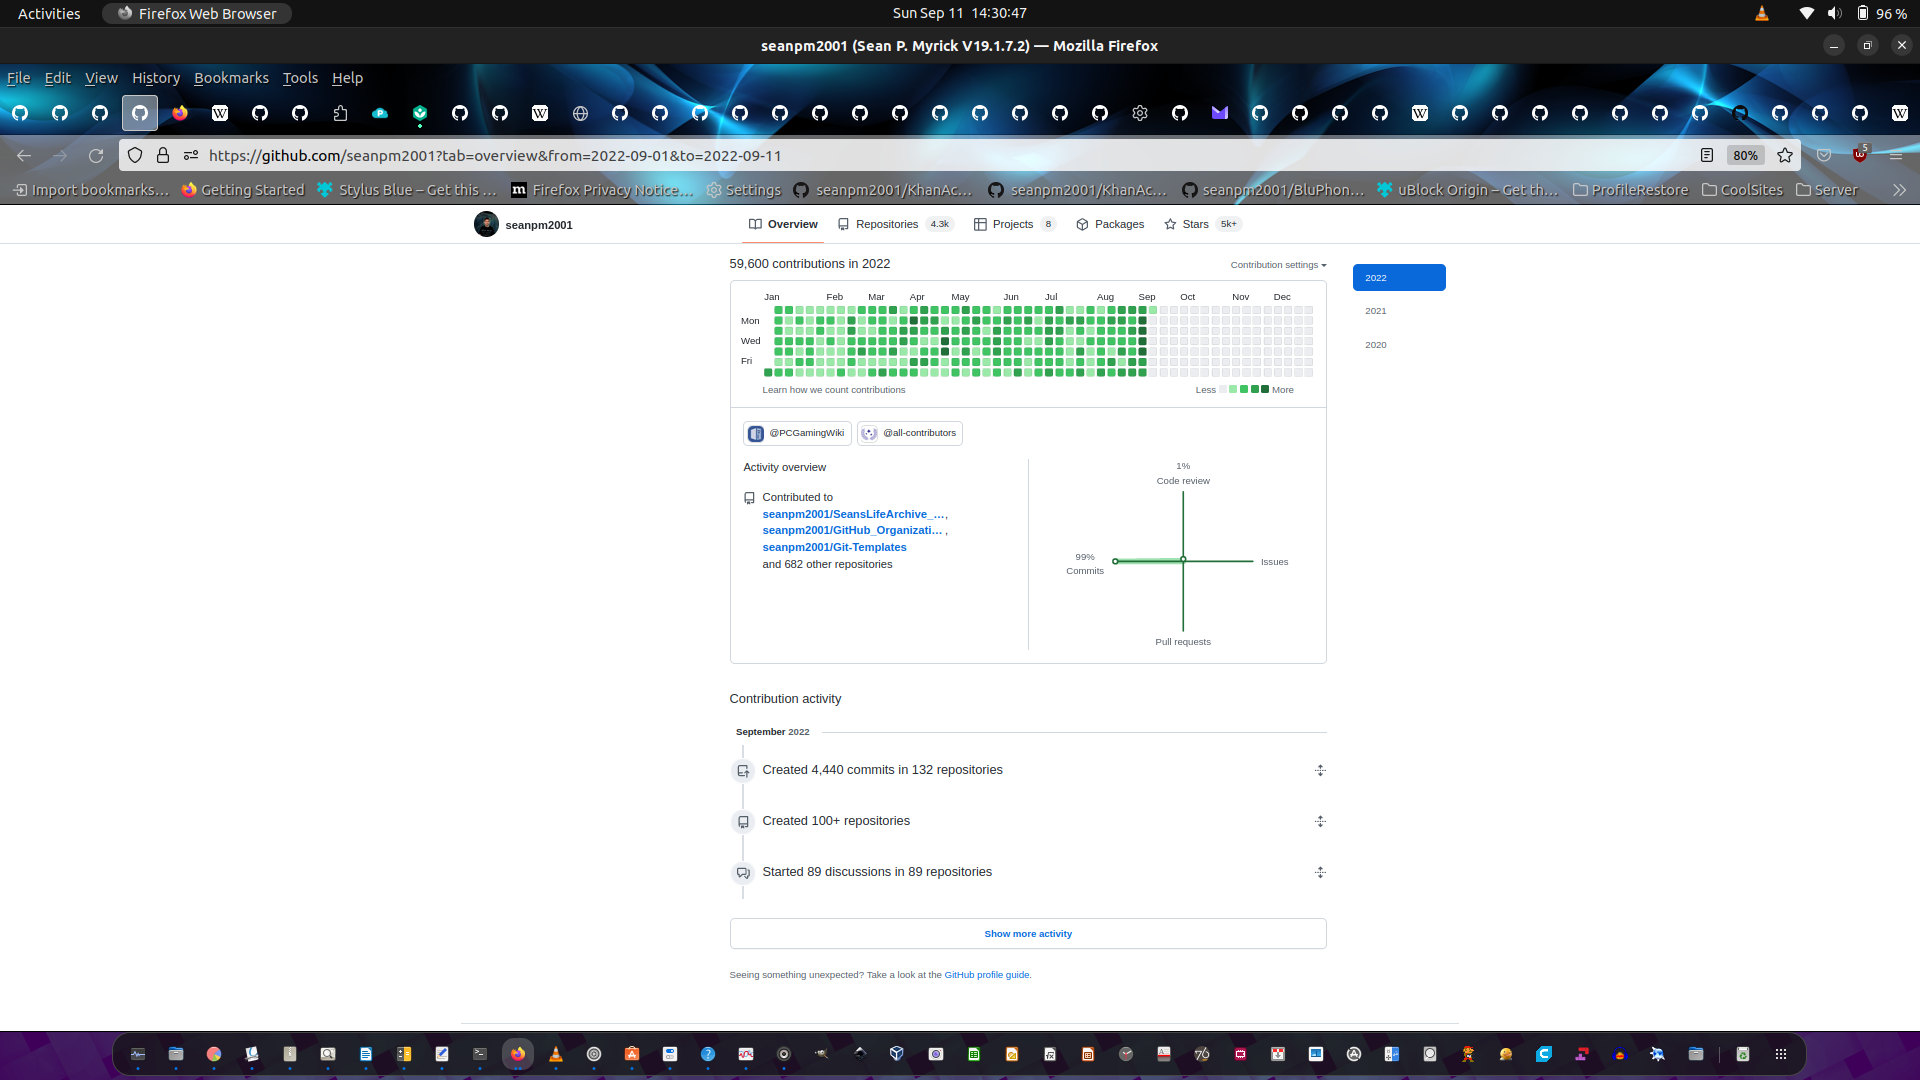 Activities Firefox Web Browser Sun Sep 11 14:30:47 96 %
seanpm2001 (Sean P. Myrick V19.1.7.2) — Mozilla Firefox
File Edit View History Bookmarks Tools Help
https://github.com/seanpm2001?tab=overview&from=2022-09-01&to=2022-09-11 80% 5
Import bookmarks… Getting Started Stylus Blue – Get this … Firefox Privacy Notice… Settings seanpm2001/KhanAc… seanpm2001/KhanAc… seanpm2001/BluPhon… uBlock Origin – Get th… ProfileRestore CoolSites Server
seanpm2001 Overview Repositories 4.3k Projects 8 Packages Stars 5k+
59,600 contributions in 2022 Contribution settings
2022
2021
2020
Jan Feb Mar Apr May Jun Jul Aug Sep Oct Nov Dec
Mon
Wed
Fri
Learn how we count contributions Less More
@PCGamingWiki @all-contributors
Activity overview
Contributed to
seanpm2001/SeansLifeArchive_…,
seanpm2001/GitHub_Organizati… ,
seanpm2001/Git-Templates
and 682 other repositories
1%
Code review
99%
Commits
Issues
Pull requests
Contribution activity
September 2022
Created 4,440 commits in 132 repositories
Created 100+ repositories
Started 89 discussions in 89 repositories
Show more activity
Seeing something unexpected? Take a look at the GitHub profile guide.